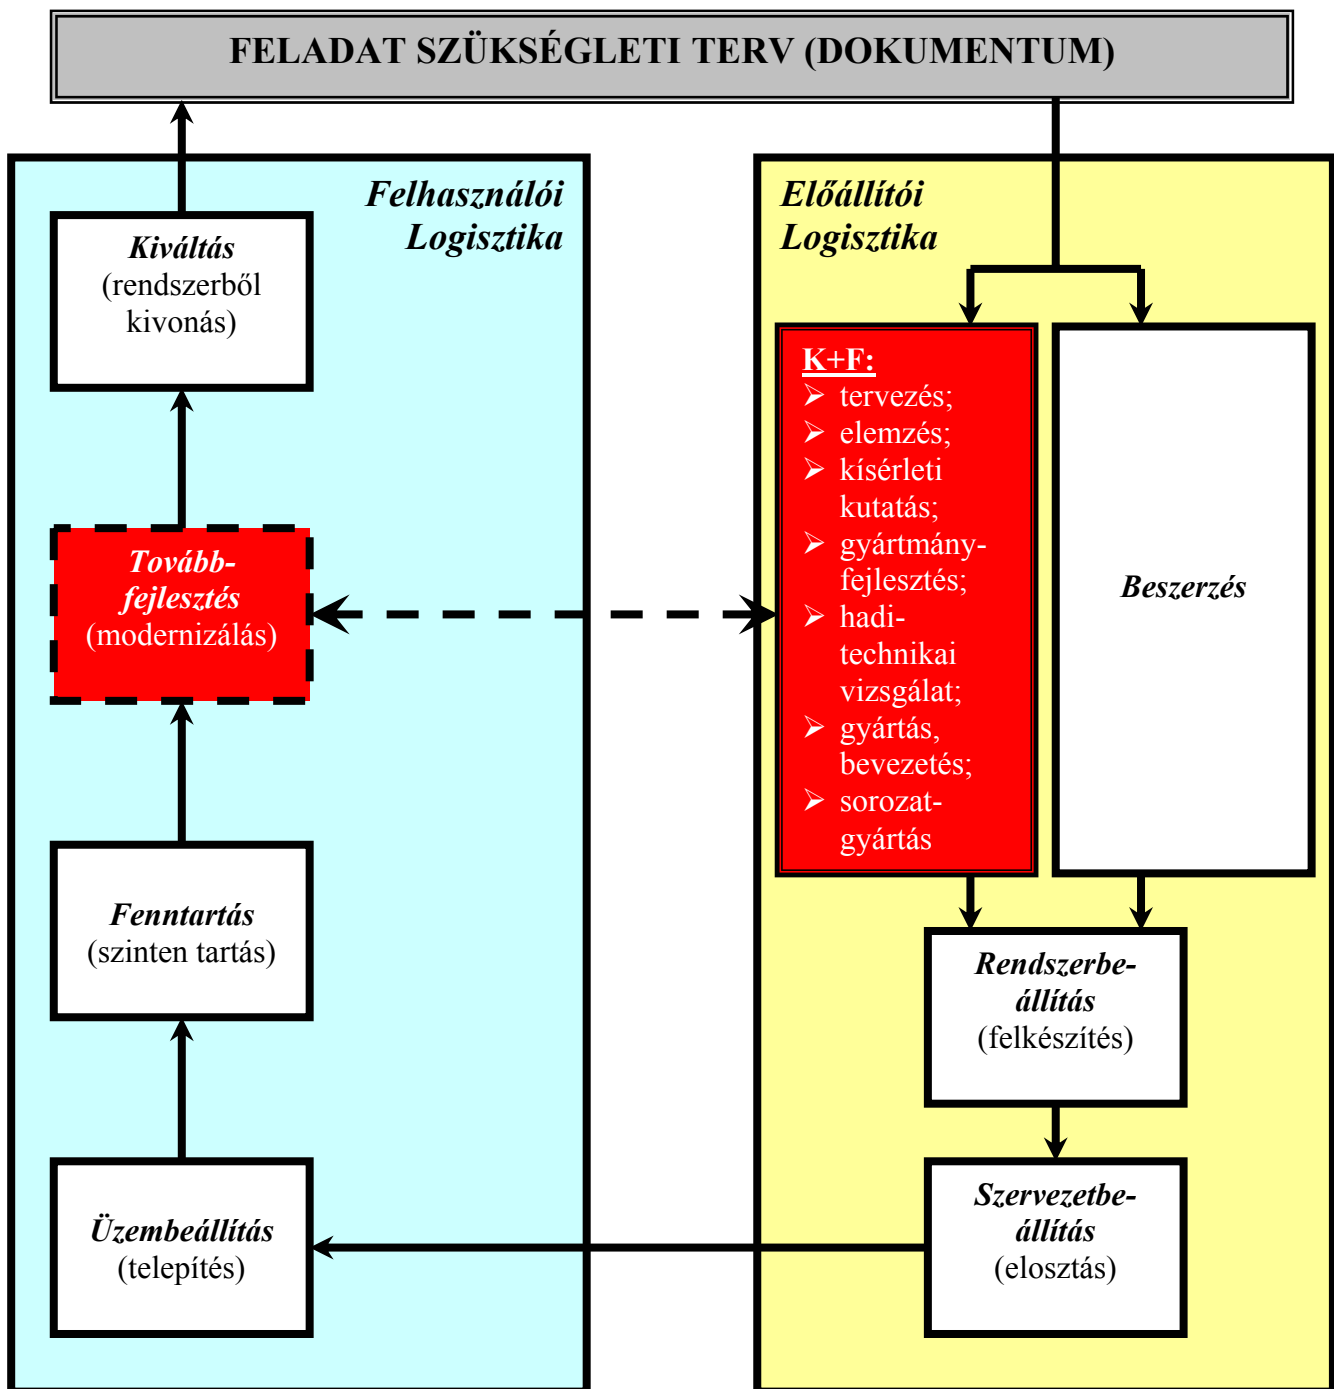 FELADAT SZÜKSÉGLETI TERV (DOKUMENTUM)
Felhasználói
Logisztika
Kiváltás
(rendszerből
kivonás)
Tovább-
fejlesztés
(modernizálás)
Fenntartás
(szinten tartás)
Üzembeállítás
(telepítés)
Előállítói
Logisztika
K+F:
➢ tervezés;
➢ elemzés;
➢ kísérleti
kutatás;
➢ gyártmány-
fejlesztés;
➢ hadi-
technikai
vizsgálat;
➢ gyártás,
bevezetés;
➢ sorozat-
gyártás
Beszerzés
Rendszerbe-
állítás
(felkészítés)
Szervezetbe-
állítás
(elosztás)